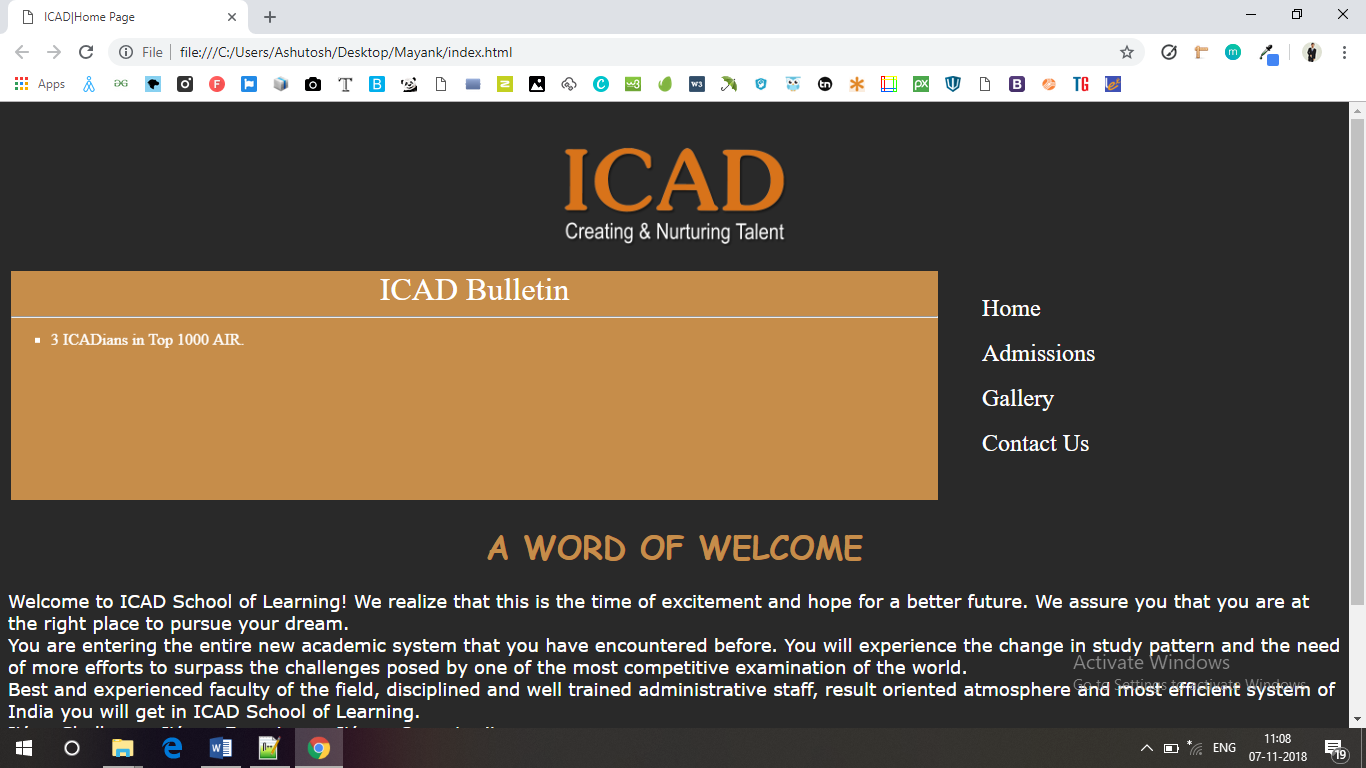 ICAD|Home Page
File
file:///C:/Users/Ashutosh/Desktop/Mayank/index.html
Apps
ICAD
Creating & Nurturing Talent
ICAD Bulletin
3 ICADians in Top 1000 AIR.
Home
Admissions
Gallery
Contact Us
A WORD OF WELCOME
Welcome to ICAD School of Learning! We realize that this is the time of excitement and hope for a better future. We assure you that you are at
the right place to pursue your dream.
You are entering the entire new academic system that you have encountered before. You will experience the change in study pattern and the need
of more efforts to surpass the challenges posed by one of the most competitive examination of the world.
Best and experienced faculty of the field, disciplined and well trained administrative staff, result oriented atmosphere and most efficient system of
India you will get in ICAD School of Learning.
Activate Windows
Go to Settings to activate Windows.
ENG
11:08
07-11-2018
19